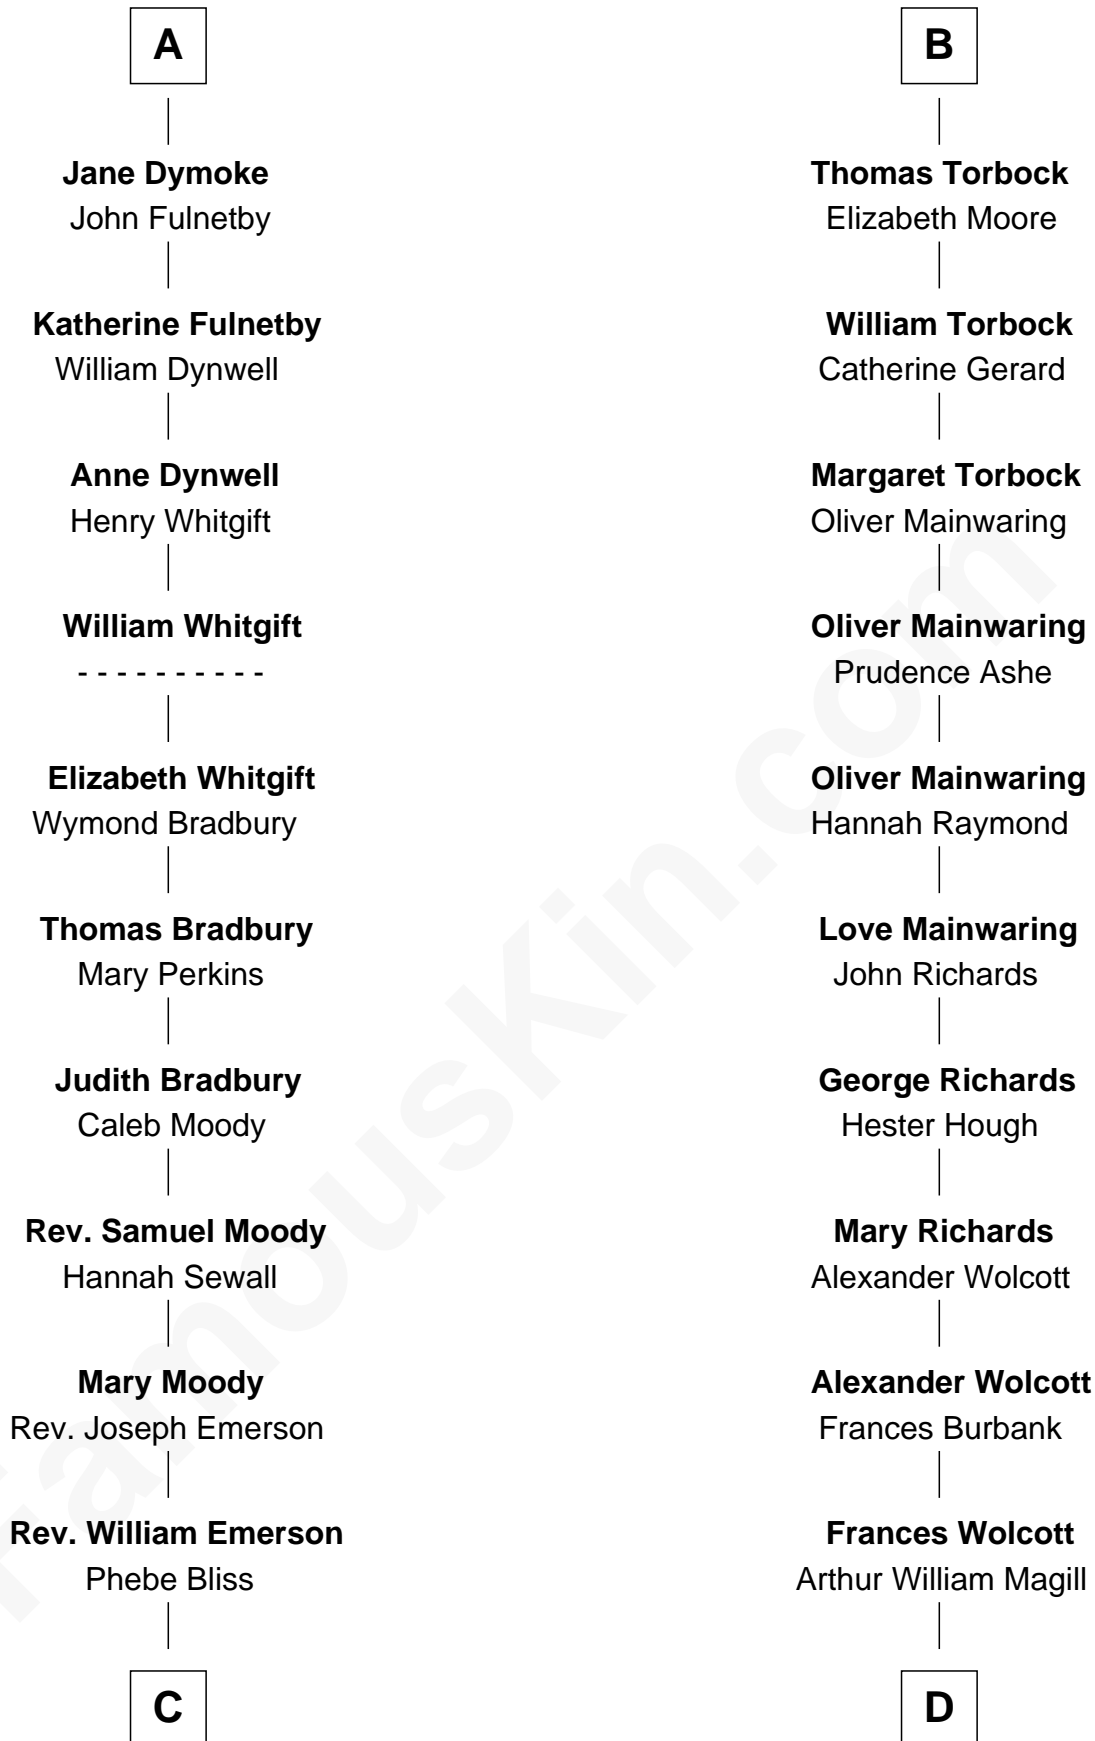 A
Jane Dymoke
John Fulnetby
Katherine Fulnetby
William Dynwell
Anne Dynwell
Henry Whitgift
William Whitgift
- - - - - - - - - -
Elizabeth Whitgift
Wymond Bradbury
Thomas Bradbury
Mary Perkins
Judith Bradbury
Caleb Moody
Rev. Samuel Moody
Hannah Sewall
Mary Moody
Rev. Joseph Emerson
Rev. William Emerson
Phebe Bliss
C
B
Thomas Torbock
Elizabeth Moore
William Torbock
Catherine Gerard
Margaret Torbock
Oliver Mainwaring
Oliver Mainwaring
Prudence Ashe
Oliver Mainwaring
Hannah Raymond
Love Mainwaring
John Richards
George Richards
Hester Hough
Mary Richards
Alexander Wolcott
Alexander Wolcott
Frances Burbank
Frances Wolcott
Arthur William Magill
D
FamousKin.com